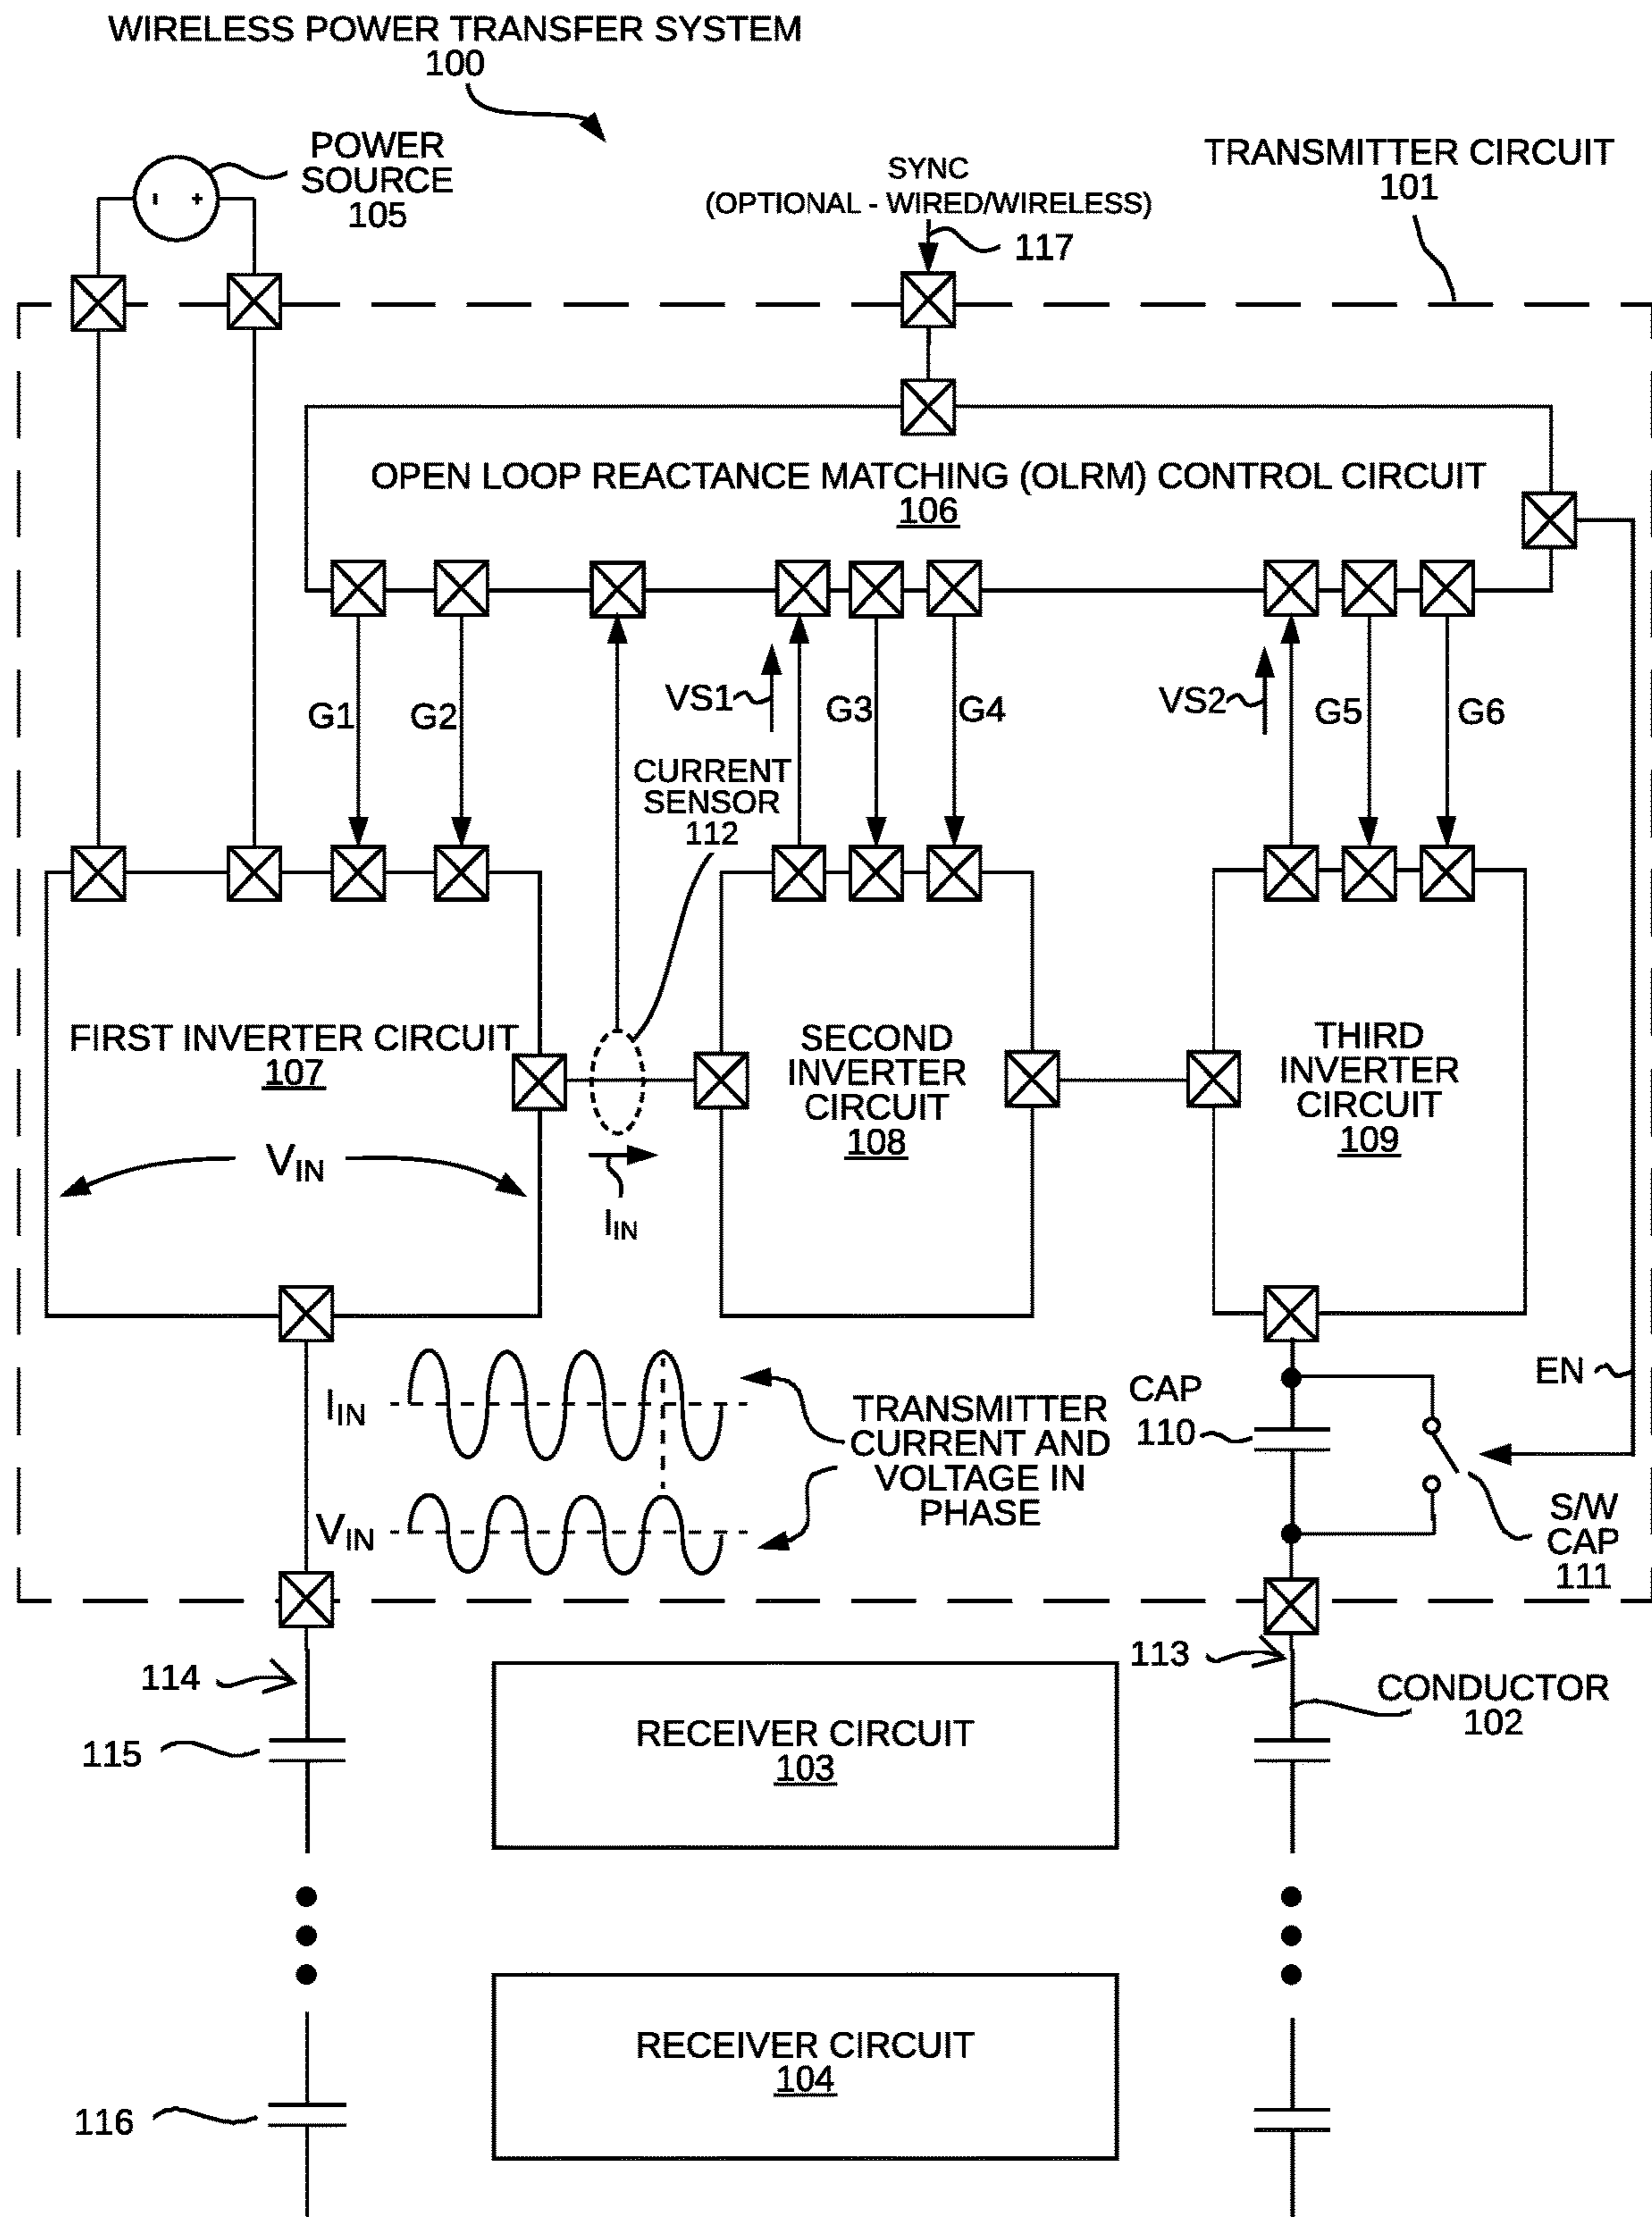 WIRELESS POWER TRANSFER SYSTEM
100
POWER
SOURCE
105
- +
SYNC
(OPTIONAL - WIRED/WIRELESS)
117
TRANSMITTER CIRCUIT
101
OPEN LOOP REACTANCE MATCHING (OLRM) CONTROL CIRCUIT
106
G1
G2
VS1
G3
G4
VS2
G5
G6
CURRENT
SENSOR
112
FIRST INVERTER CIRCUIT
107
VIN
IIN
SECOND
INVERTER
CIRCUIT
108
THIRD
INVERTER
CIRCUIT
109
IIN
VIN
TRANSMITTER
CURRENT AND
VOLTAGE IN
PHASE
CAP
110
EN
S/W
CAP
111
114
115
RECEIVER CIRCUIT
103
113
CONDUCTOR
102
RECEIVER CIRCUIT
104
116